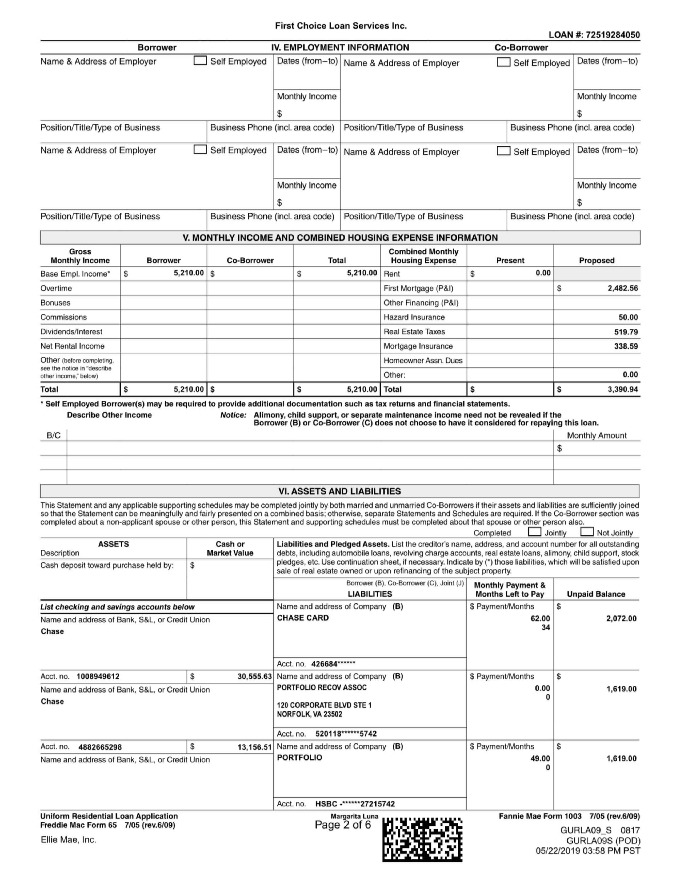 First Choice Loan Services Inc.
LOAN #: 72519284050
Borrower IV. EMPLOYMENT INFORMATION Co-Borrower
Name & Address of Employer Self Employed Dates (from–to) Name & Address of Employer Self Employed Dates (from–to)
Monthly Income Monthly Income
$ $
Position/Title/Type of Business Business Phone (incl. area code) Position/Title/Type of Business Business Phone (incl. area code)
Name & Address of Employer Self Employed Dates (from–to) Name & Address of Employer Self Employed Dates (from–to)
Monthly Income Monthly Income
$ $
Position/Title/Type of Business Business Phone (incl. area code) Position/Title/Type of Business Business Phone (incl. area code)
V. MONTHLY INCOME AND COMBINED HOUSING EXPENSE INFORMATION
Gross Combined Monthly
Monthly Income Borrower Co-Borrower Total Housing Expense Present Proposed
Base Empl. Income* $ 5,210.00 $ $ 5,210.00 Rent $ 0.00
Overtime First Mortgage (P&I) $ 2,482.56
Bonuses Other Financing (P&I)
Commissions Hazard Insurance 50.00
Dividends/Interest Real Estate Taxes 519.79
Net Rental Income Mortgage Insurance 338.59
Other (before completing, Homeowner Assn. Dues
see the notice in "describe
other income," below) Other: 0.00
Total $ 5,210.00 $ $ 5,210.00 Total $ $ 3,390.94
* Self Employed Borrower(s) may be required to provide additional documentation such as tax returns and financial statements.
Describe Other Income Notice: Alimony, child support, or separate maintenance income need not be revealed if the
Borrower (B) or Co-Borrower (C) does not choose to have it considered for repaying this loan.
B/C Monthly Amount
$
VI. ASSETS AND LIABILITIES
This Statement and any applicable supporting schedules may be completed jointly by both married and unmarried Co-Borrowers if their assets and liabilities are sufficiently joined
so that the Statement can be meaningfully and fairly presented on a combined basis; otherwise, separate Statements and Schedules are required. If the Co-Borrower section was
completed about a non-applicant spouse or other person, this Statement and supporting schedules must be completed about that spouse or other person also.
Completed Jointly Not Jointly
ASSETS Cash or Liabilities and Pledged Assets. List the creditor's name, address, and account number for all outstanding
Description Market Value debts, including automobile loans, revolving charge accounts, real estate loans, alimony, child support, stock
Cash deposit toward purchase held by: $ pledges, etc. Use continuation sheet, if necessary. Indicate by (*) those liabilities, which will be satisfied upon
sale of real estate owned or upon refinancing of the subject property.
Borrower (B), Co-Borrower (C), Joint (J) Monthly Payment &
LIABILITIES Months Left to Pay Unpaid Balance
List checking and savings accounts below Name and address of Company (B) $ Payment/Months $
Name and address of Bank, S&L, or Credit Union CHASE CARD 62.00 2,072.00
Chase 34
Acct. no. 426684******
Acct. no. 1008949612 $ 30,555.63 Name and address of Company (B) $ Payment/Months $
Name and address of Bank, S&L, or Credit Union PORTFOLIO RECOV ASSOC 0.00 1,619.00
Chase 0
120 CORPORATE BLVD STE 1
NORFOLK, VA 23502
Acct. no. 520118******5742
Acct. no. 4882665298 $ 13,156.51 Name and address of Company (B) $ Payment/Months $
Name and address of Bank, S&L, or Credit Union PORTFOLIO 49.00 1,619.00
0
Acct. no. HSBC -******27215742
Uniform Residential Loan Application Margarita Luna Fannie Mae Form 1003 7/05 (rev.6/09)
Freddie Mac Form 65 7/05 (rev.6/09) Page 2 of 6
GURLA09_S 0817
Ellie Mae, Inc. GURLA09S (POD)
05/22/2019 03:58 PM PST